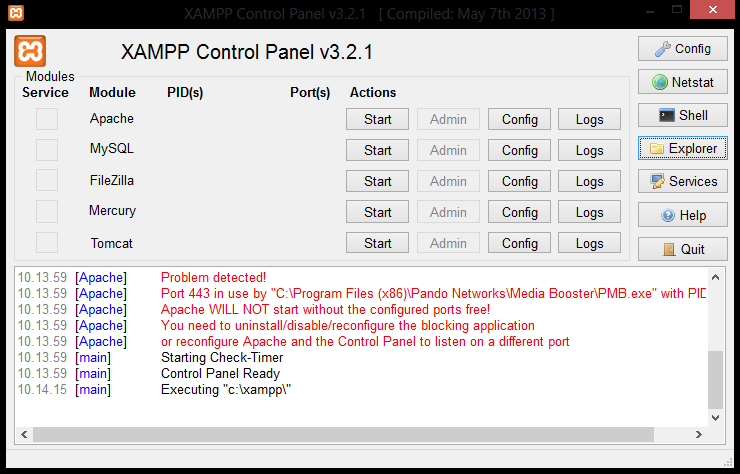 XAMPP Control Panel v3.2.1   [ Compiled: May 7th 2013 ]
XAMPP Control Panel v3.2.1
Config
Modules
Service Module PID(s) Port(s) Actions
Netstat
Apache Start Admin Config Logs
Shell
MySQL Start Admin Config Logs
Explorer
FileZilla Start Admin Config Logs
Services
Mercury Start Admin Config Logs
Help
Tomcat Start Admin Config Logs
Quit
10.13.59 [Apache] Problem detected!
10.13.59 [Apache] Port 443 in use by "C:\Program Files (x86)\Pando Networks\Media Booster\PMB.exe" with PID
10.13.59 [Apache] Apache WILL NOT start without the configured ports free!
10.13.59 [Apache] You need to uninstall/disable/reconfigure the blocking application
10.13.59 [Apache] or reconfigure Apache and the Control Panel to listen on a different port
10.13.59 [main] Starting Check-Timer
10.13.59 [main] Control Panel Ready
10.14.15 [main] Executing "c:\xampp\"